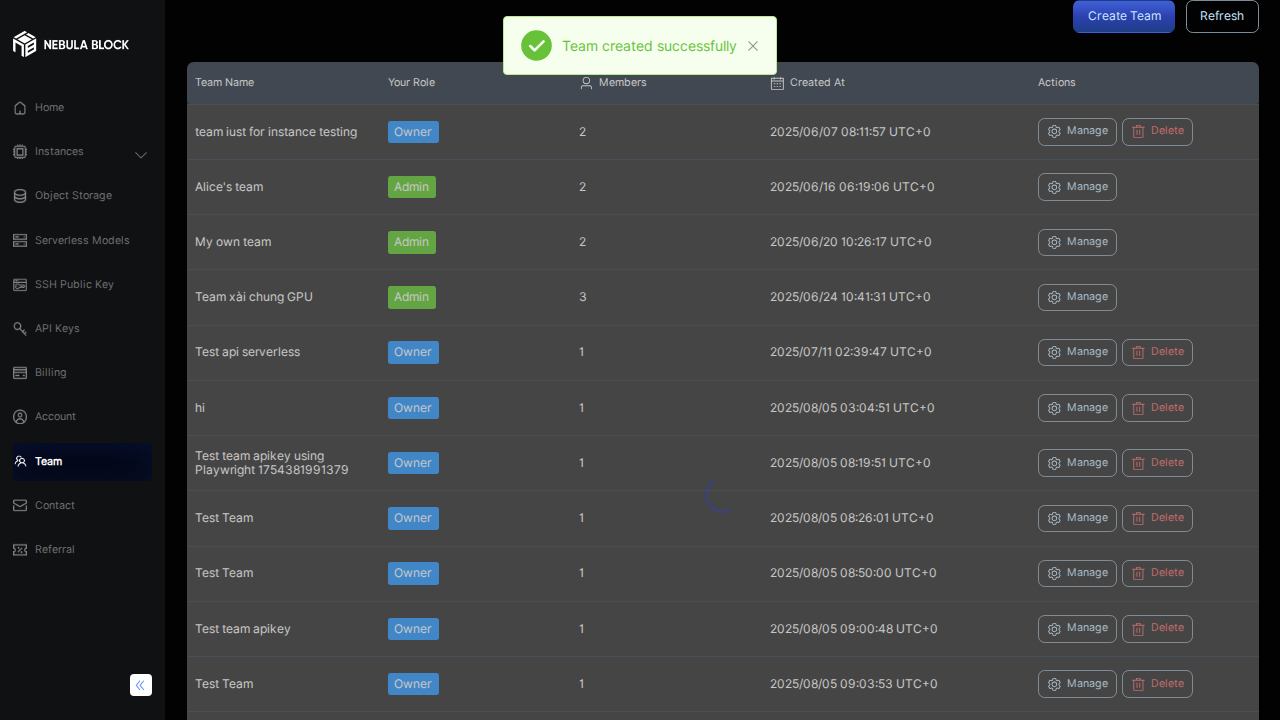 Create Team
Refresh
Team created successfully
NEBULA BLOCK
Home
Instances
Object Storage
Serverless Models
SSH Public Key
API Keys
Billing
Account
Team
Contact
Referral
Team Name Your Role Members Created At Actions
team iust for instance testing Owner 2 2025/06/07 08:11:57 UTC+0 Manage Delete
Alice's team Admin 2 2025/06/16 06:19:06 UTC+0 Manage
My own team Admin 2 2025/06/20 10:26:17 UTC+0 Manage
Team xài chung GPU Admin 3 2025/06/24 10:41:31 UTC+0 Manage
Test api serverless Owner 1 2025/07/11 02:39:47 UTC+0 Manage Delete
hi Owner 1 2025/08/05 03:04:51 UTC+0 Manage Delete
Test team apikey using
Playwright 1754381991379 Owner 1 2025/08/05 08:19:51 UTC+0 Manage Delete
Test Team Owner 1 2025/08/05 08:26:01 UTC+0 Manage Delete
Test Team Owner 1 2025/08/05 08:50:00 UTC+0 Manage Delete
Test team apikey Owner 1 2025/08/05 09:00:48 UTC+0 Manage Delete
Test Team Owner 1 2025/08/05 09:03:53 UTC+0 Manage Delete